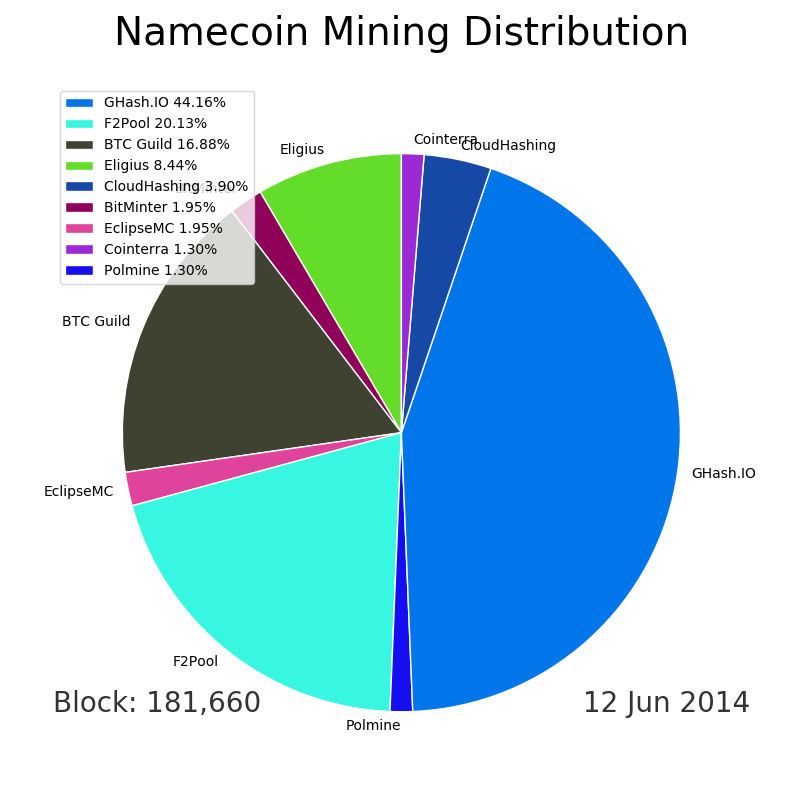 Namecoin Mining Distribution
GHash.IO 44.16%
F2Pool 20.13%
BTC Guild 16.88%
Eligius 8.44%
CloudHashing 3.90%
BitMinter 1.95%
EclipseMC 1.95%
Cointerra 1.30%
Polmine 1.30%
Eligius
Cointerra
CloudHashing
BTC Guild
GHash.IO
EclipseMC
F2Pool
Polmine
Block: 181,660
12 Jun 2014